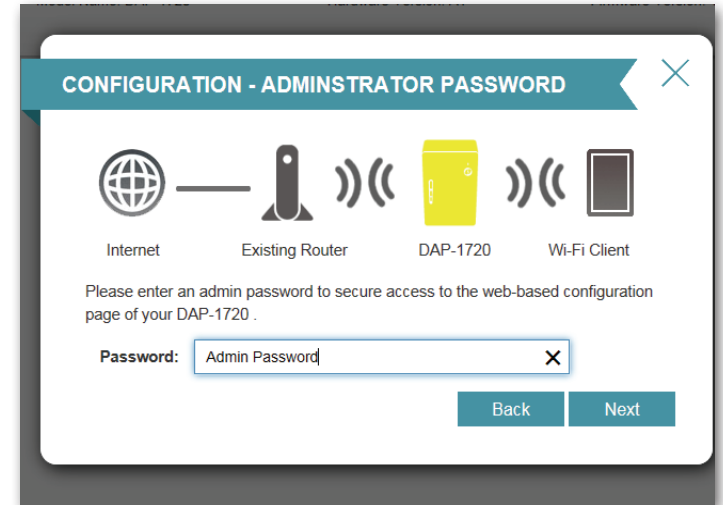 CONFIGURATION - ADMINSTRATOR PASSWORD
Internet Existing Router DAP-1720 Wi-Fi Client
Please enter an admin password to secure access to the web-based configuration
page of your DAP-1720 .
Password: Admin Password
Back Next